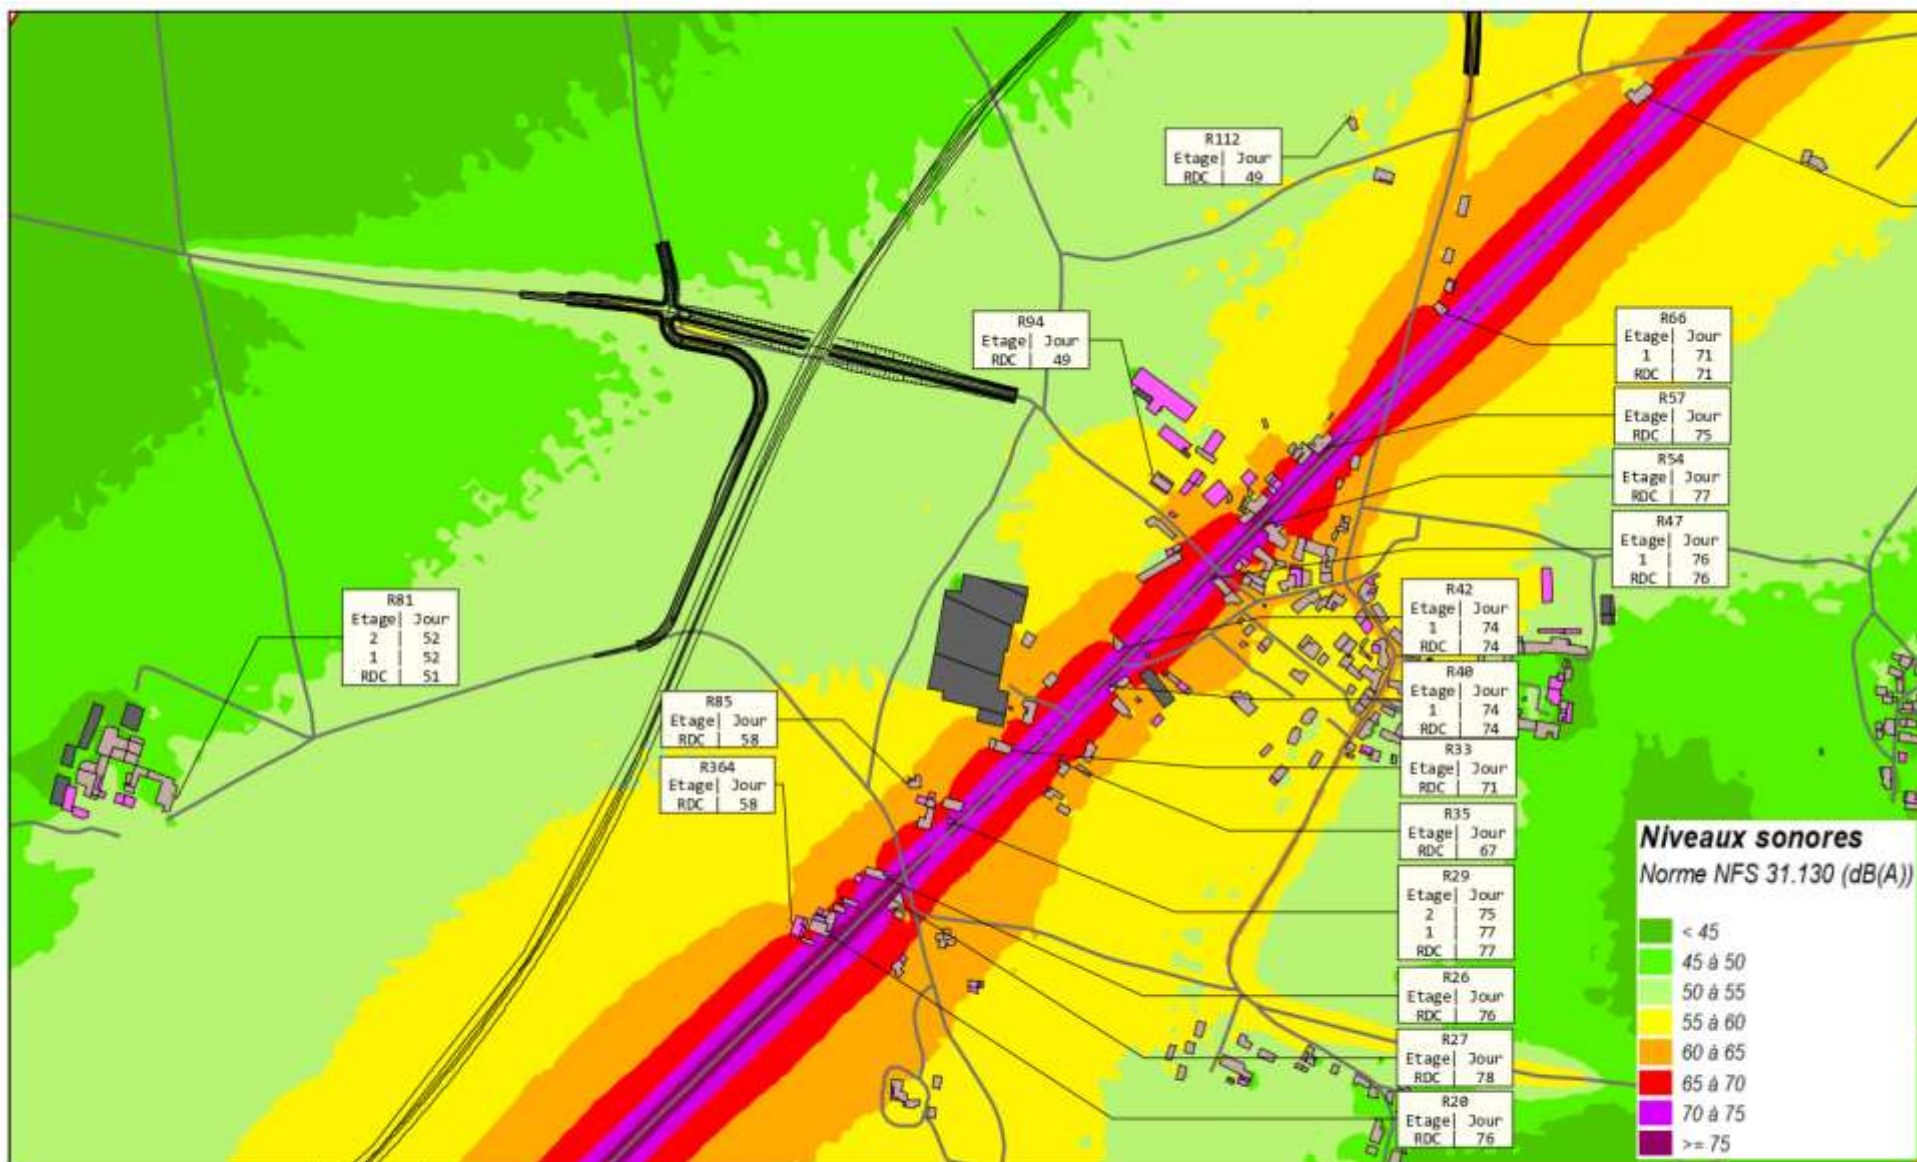 R112
Etage| Jour
RDC | 49
R94
Etage| Jour
RDC | 49
R66
Etage| Jour
1 | 71
RDC | 71
R57
Etage| Jour
RDC | 75
R54
Etage| Jour
RDC | 77
R47
Etage| Jour
1 | 76
RDC | 76
R42
Etage| Jour
1 | 74
RDC | 74
R81
Etage| Jour
2 | 52
1 | 52
RDC | 51
R40
Etage| Jour
1 | 74
RDC | 74
R85
Etage| Jour
RDC | 58
R33
Etage| Jour
RDC | 71
R364
Etage| Jour
RDC | 58
R35
Etage| Jour
RDC | 67
R29
Etage| Jour
2 | 75
1 | 77
RDC | 77
R26
Etage| Jour
RDC | 76
R27
Etage| Jour
RDC | 78
R20
Etage| Jour
RDC | 76
Niveaux sonores
Norme NFS 31.130 (dB(A))
< 45
45 à 50
50 à 55
55 à 60
60 à 65
65 à 70
70 à 75
>= 75